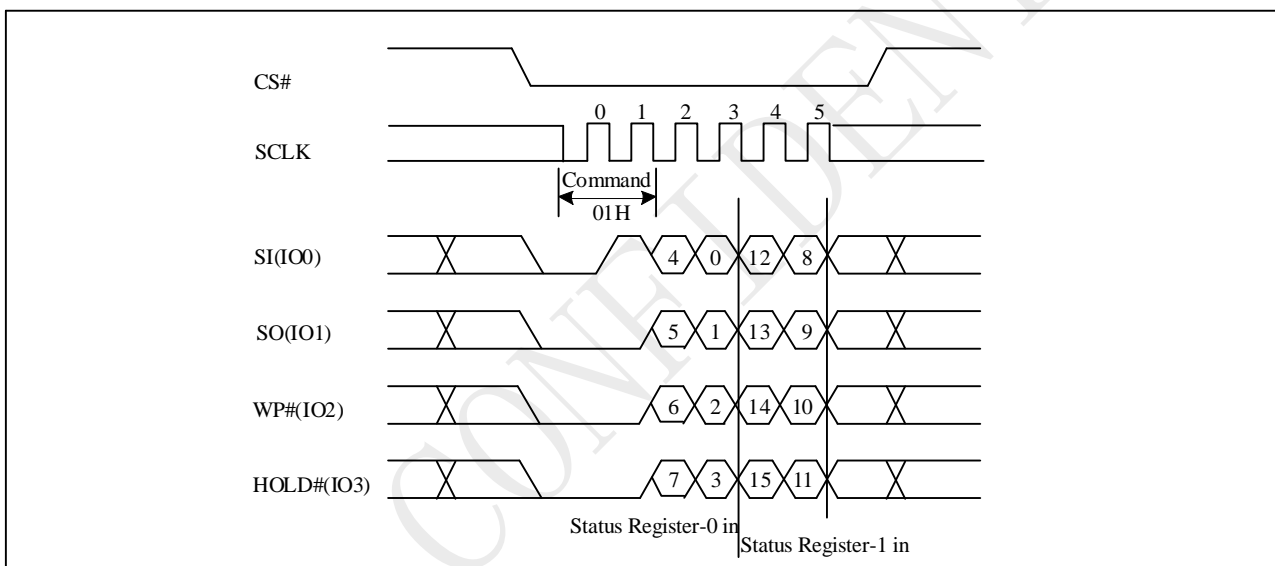 CONFIDENT
CS#
0 1 2 3 4 5
SCLK
Command
01H
SI(IO0) 4 0 12 8
SO(IO1) 5 1 13 9
WP#(IO2) 6 2 14 10
HOLD#(IO3) 7 3 15 11
Status Register-0 in
Status Register-1 in